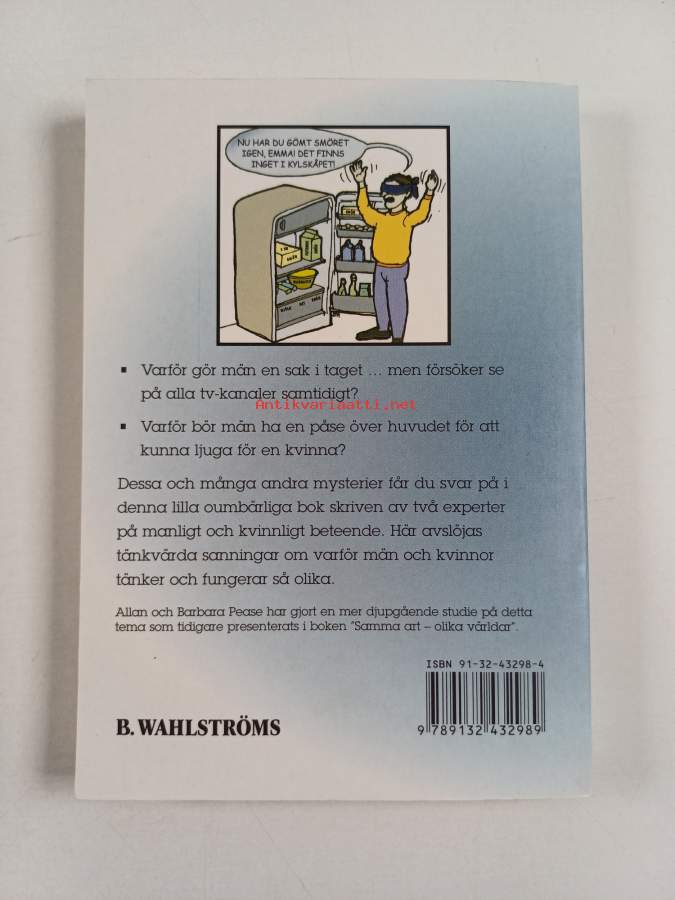 NU HAR DU GÖMT SMÖRET
IGEN, EMMA! DET FINNS
INGET I KYLSKÅPET!
▪ Varför gör män en sak i taget ... men försöker se
på alla tv-kanaler samtidigt?
Antikvariaatti.net
▪ Varför bör män ha en påse över huvudet för att
kunna ljuga för en kvinna?
Dessa och många andra mysterier får du svar på i
denna lilla oumbärliga bok skriven av två experter
på manligt och kvinnligt beteende. Här avslöjas
tänkvärda sanningar om varför män och kvinnor
tänker och fungerar så olika.
Allan och Barbara Pease har gjort en mer djupgående studie på detta
tema som tidigare presenterats i boken "Samma art – olika världar".
ISBN 91-32-43298-4
B. WAHLSTRÖMS
9 789132 432989